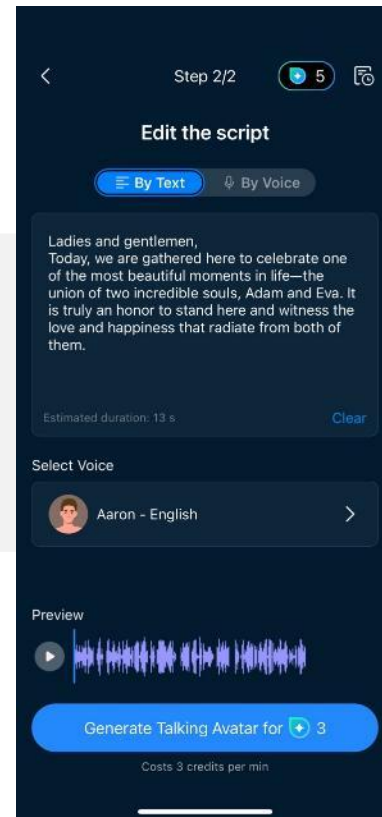 Step 2/2
5
Edit the script
By Text
By Voice
Ladies and gentlemen,
Today, we are gathered here to celebrate one
of the most beautiful moments in life—the
union of two incredible souls, Adam and Eva. It
is truly an honor to stand here and witness the
love and happiness that radiate from both of
them.
Estimated duration: 13 s
Clear
Select Voice
Aaron - English
Preview
Generate Talking Avatar for 3
Costs 3 credits per min